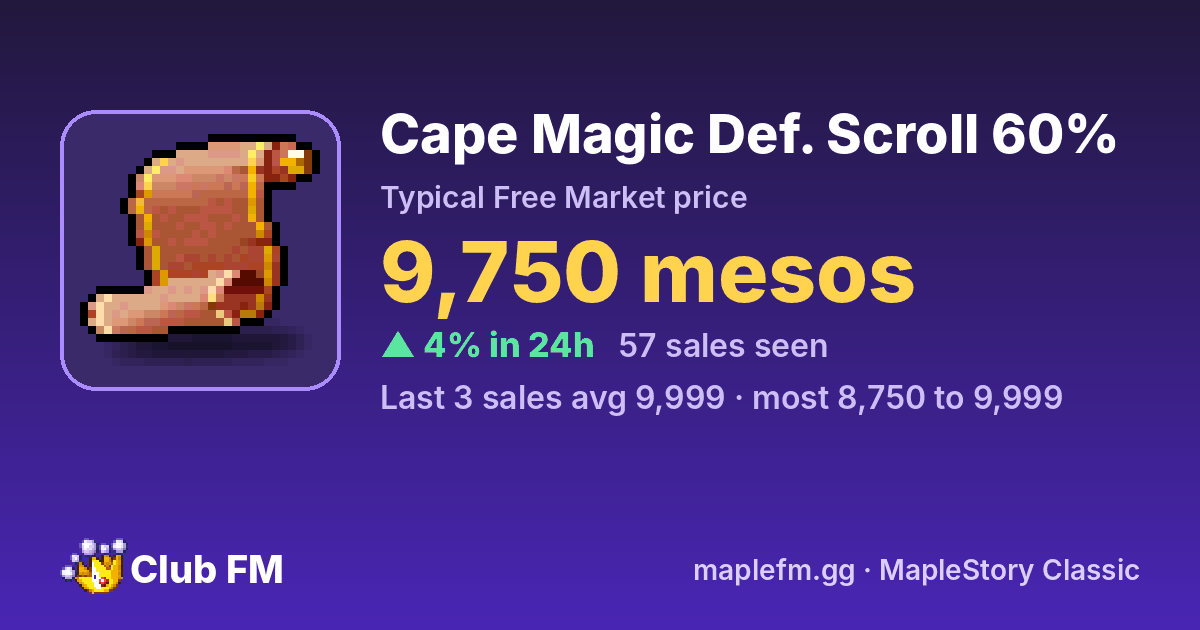 Cape Magic Def. Scroll 60%
Typical Free Market price
9,750 mesos
▲ 4% in 24h 57 sales seen
Last 3 sales avg 9,999 · most 8,750 to 9,999
Club FM
maplefm.gg · MapleStory Classic